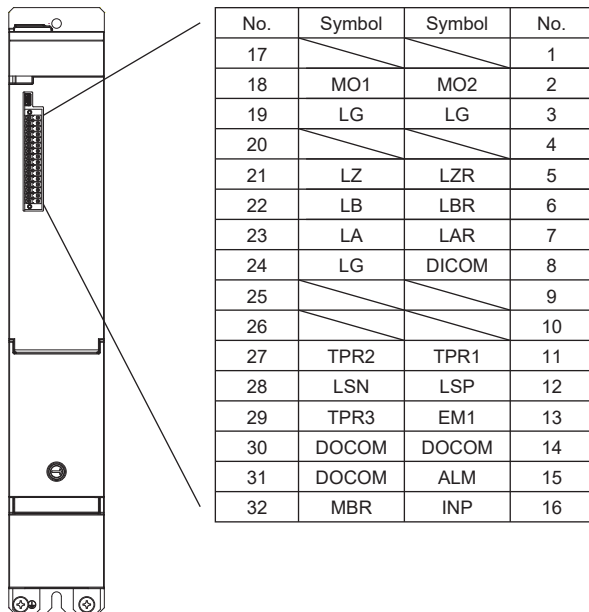 No. Symbol Symbol No.
17 1
18 MO1 MO2 2
19 LG LG 3
20 4
21 LZ LZR 5
22 LB LBR 6
23 LA LAR 7
24 LG DICOM 8
25 9
26 10
27 TPR2 TPR1 11
28 LSN LSP 12
29 TPR3 EM1 13
30 DOCOM DOCOM 14
31 DOCOM ALM 15
32 MBR INP 16